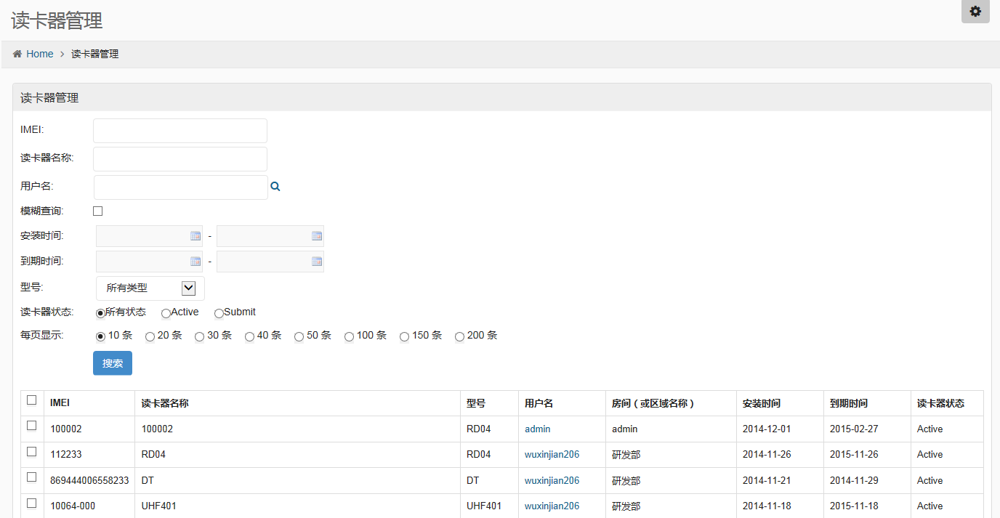 读卡器管理
Home > 读卡器管理
读卡器管理
IMEI:
读卡器名称:
用户名:
模糊查询:
安装时间: -
到期时间: -
型号: 所有类型
读卡器状态: 所有状态 Active Submit
每页显示: 10 条 20 条 30 条 40 条 50 条 100 条 150 条 200 条
搜索
IMEI 读卡器名称 型号 用户名 房间（或区域名称） 安装时间 到期时间 读卡器状态
100002 100002 RD04 admin admin 2014-12-01 2015-02-27 Active
112233 RD04 RD04 wuxinjian206 研发部 2014-11-26 2015-11-26 Active
869444006558233 DT DT wuxinjian206 研发部 2014-11-21 2014-11-29 Active
10064-000 UHF401 UHF401 wuxinjian206 研发部 2014-11-18 2015-11-18 Active